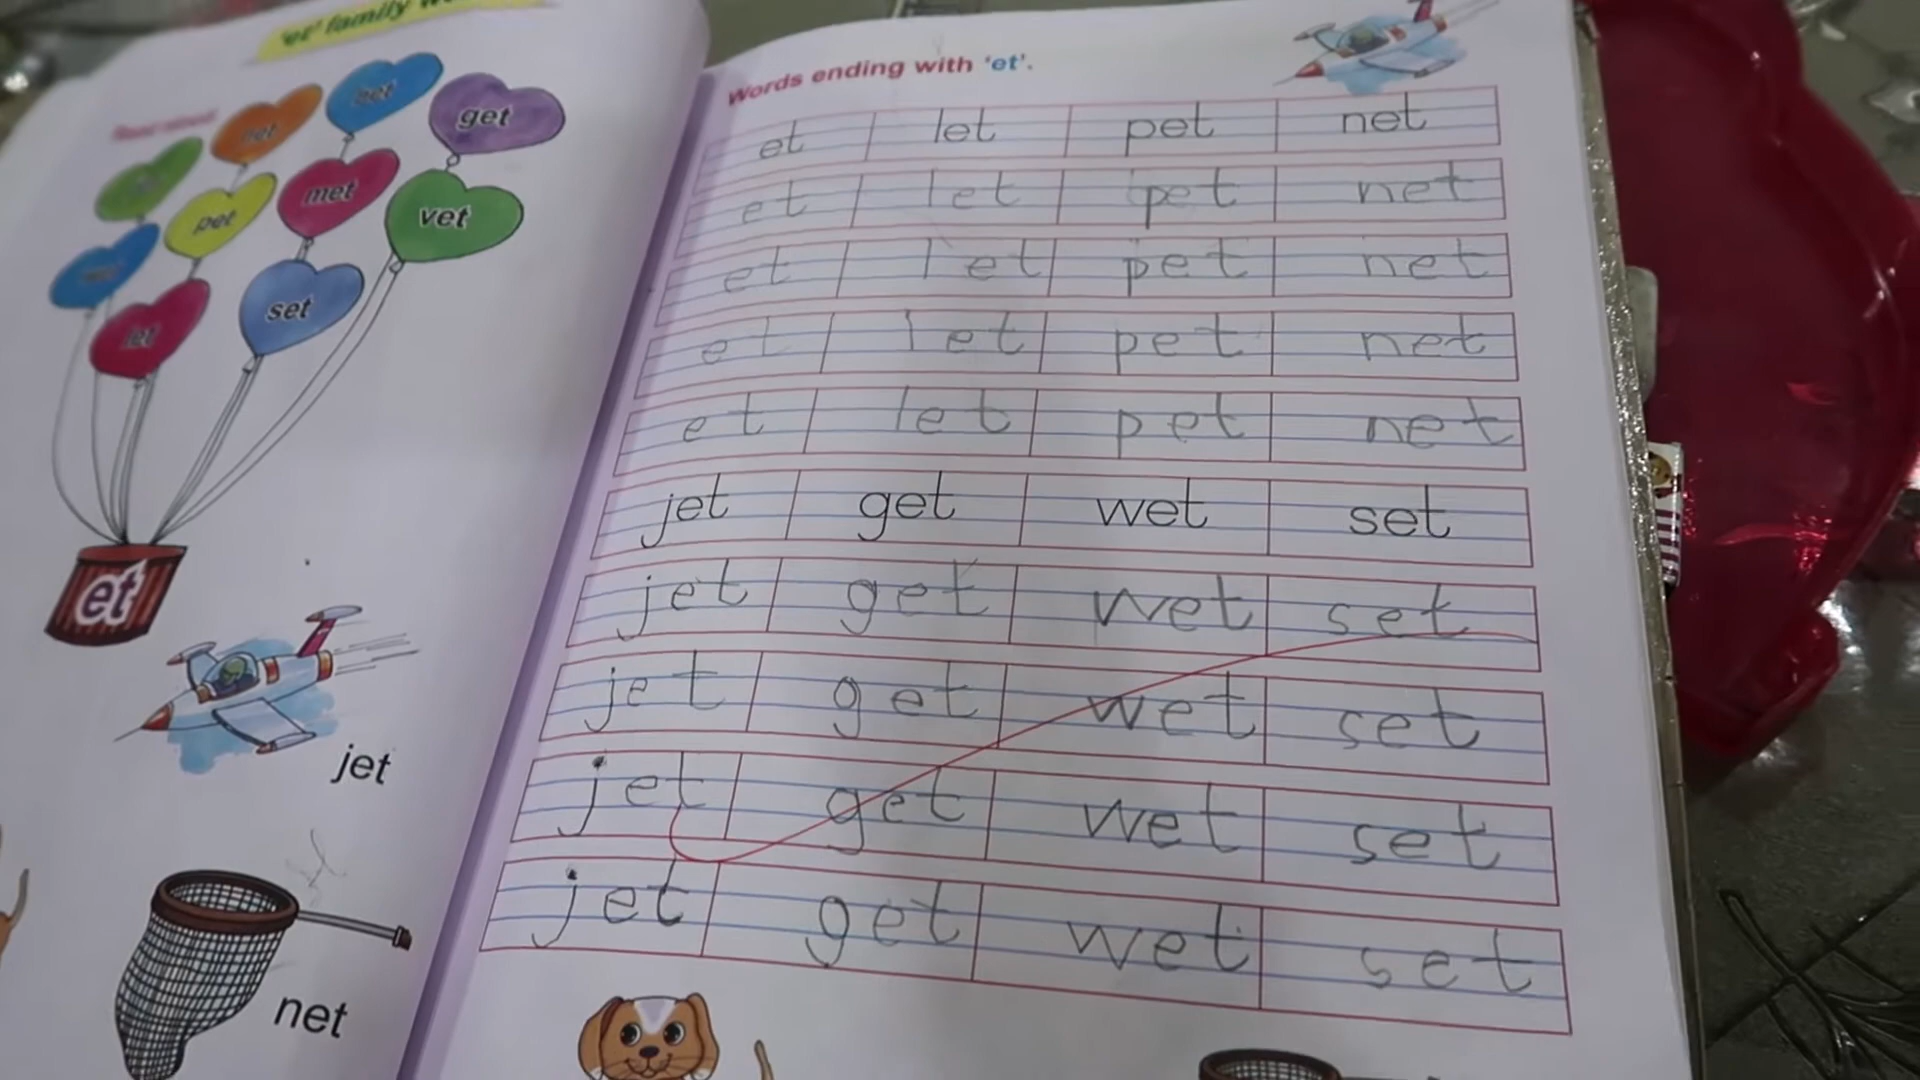 'et' family
get
met
vet
pet
set
let
et
jet
net
Words ending with 'et'.
et let pet net
et let pet net
et let pet net
et let pet net
et let pet net
jet get wet set
jet get wet set
jet get wet set
jet get wet set
jet get wet set